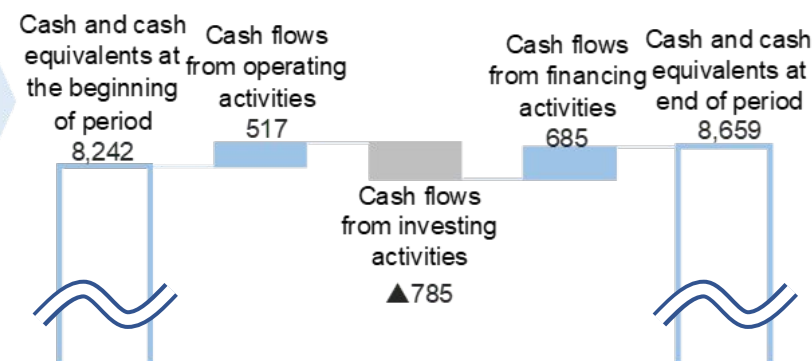 Cash and cash
equivalents at
the beginning
of period
8,242
Cash flows
from operating
activities
517
Cash flows
from investing
activities
▲785
Cash flows
from financing
activities
685
Cash and cash
equivalents at
end of period
8,659